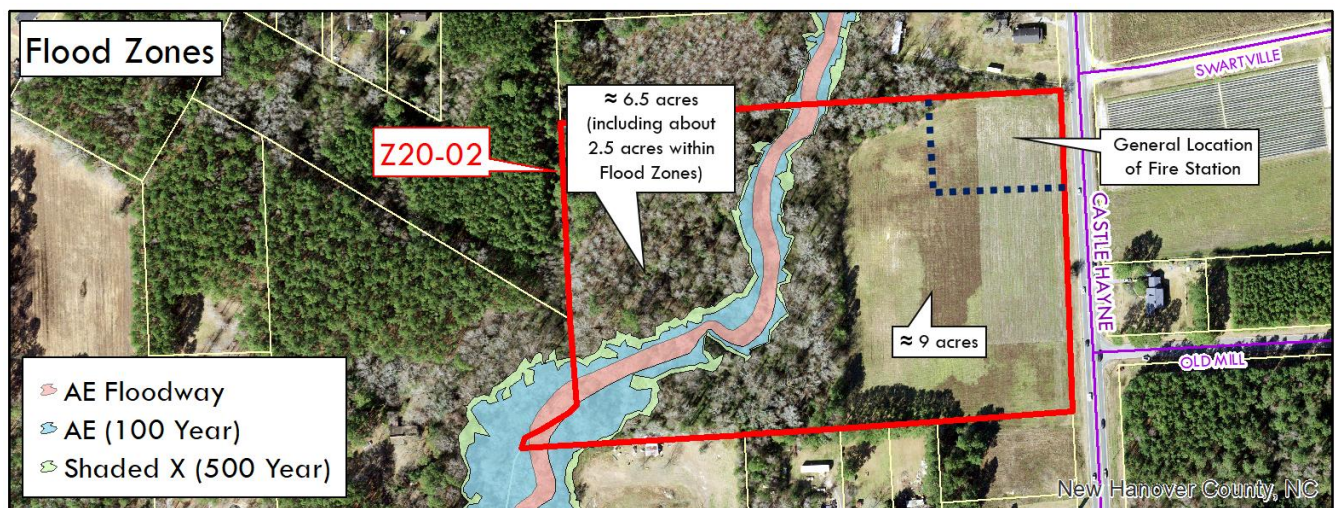 Flood Zones
≈ 6.5 acres
(including about
2.5 acres within
Flood Zones)
Z20-02
SWARTVILLE
General Location
of Fire Station
CASTLE HAYNE
≈ 9 acres
OLD MILL
AE Floodway
AE (100 Year)
Shaded X (500 Year)
New Hanover County, NC